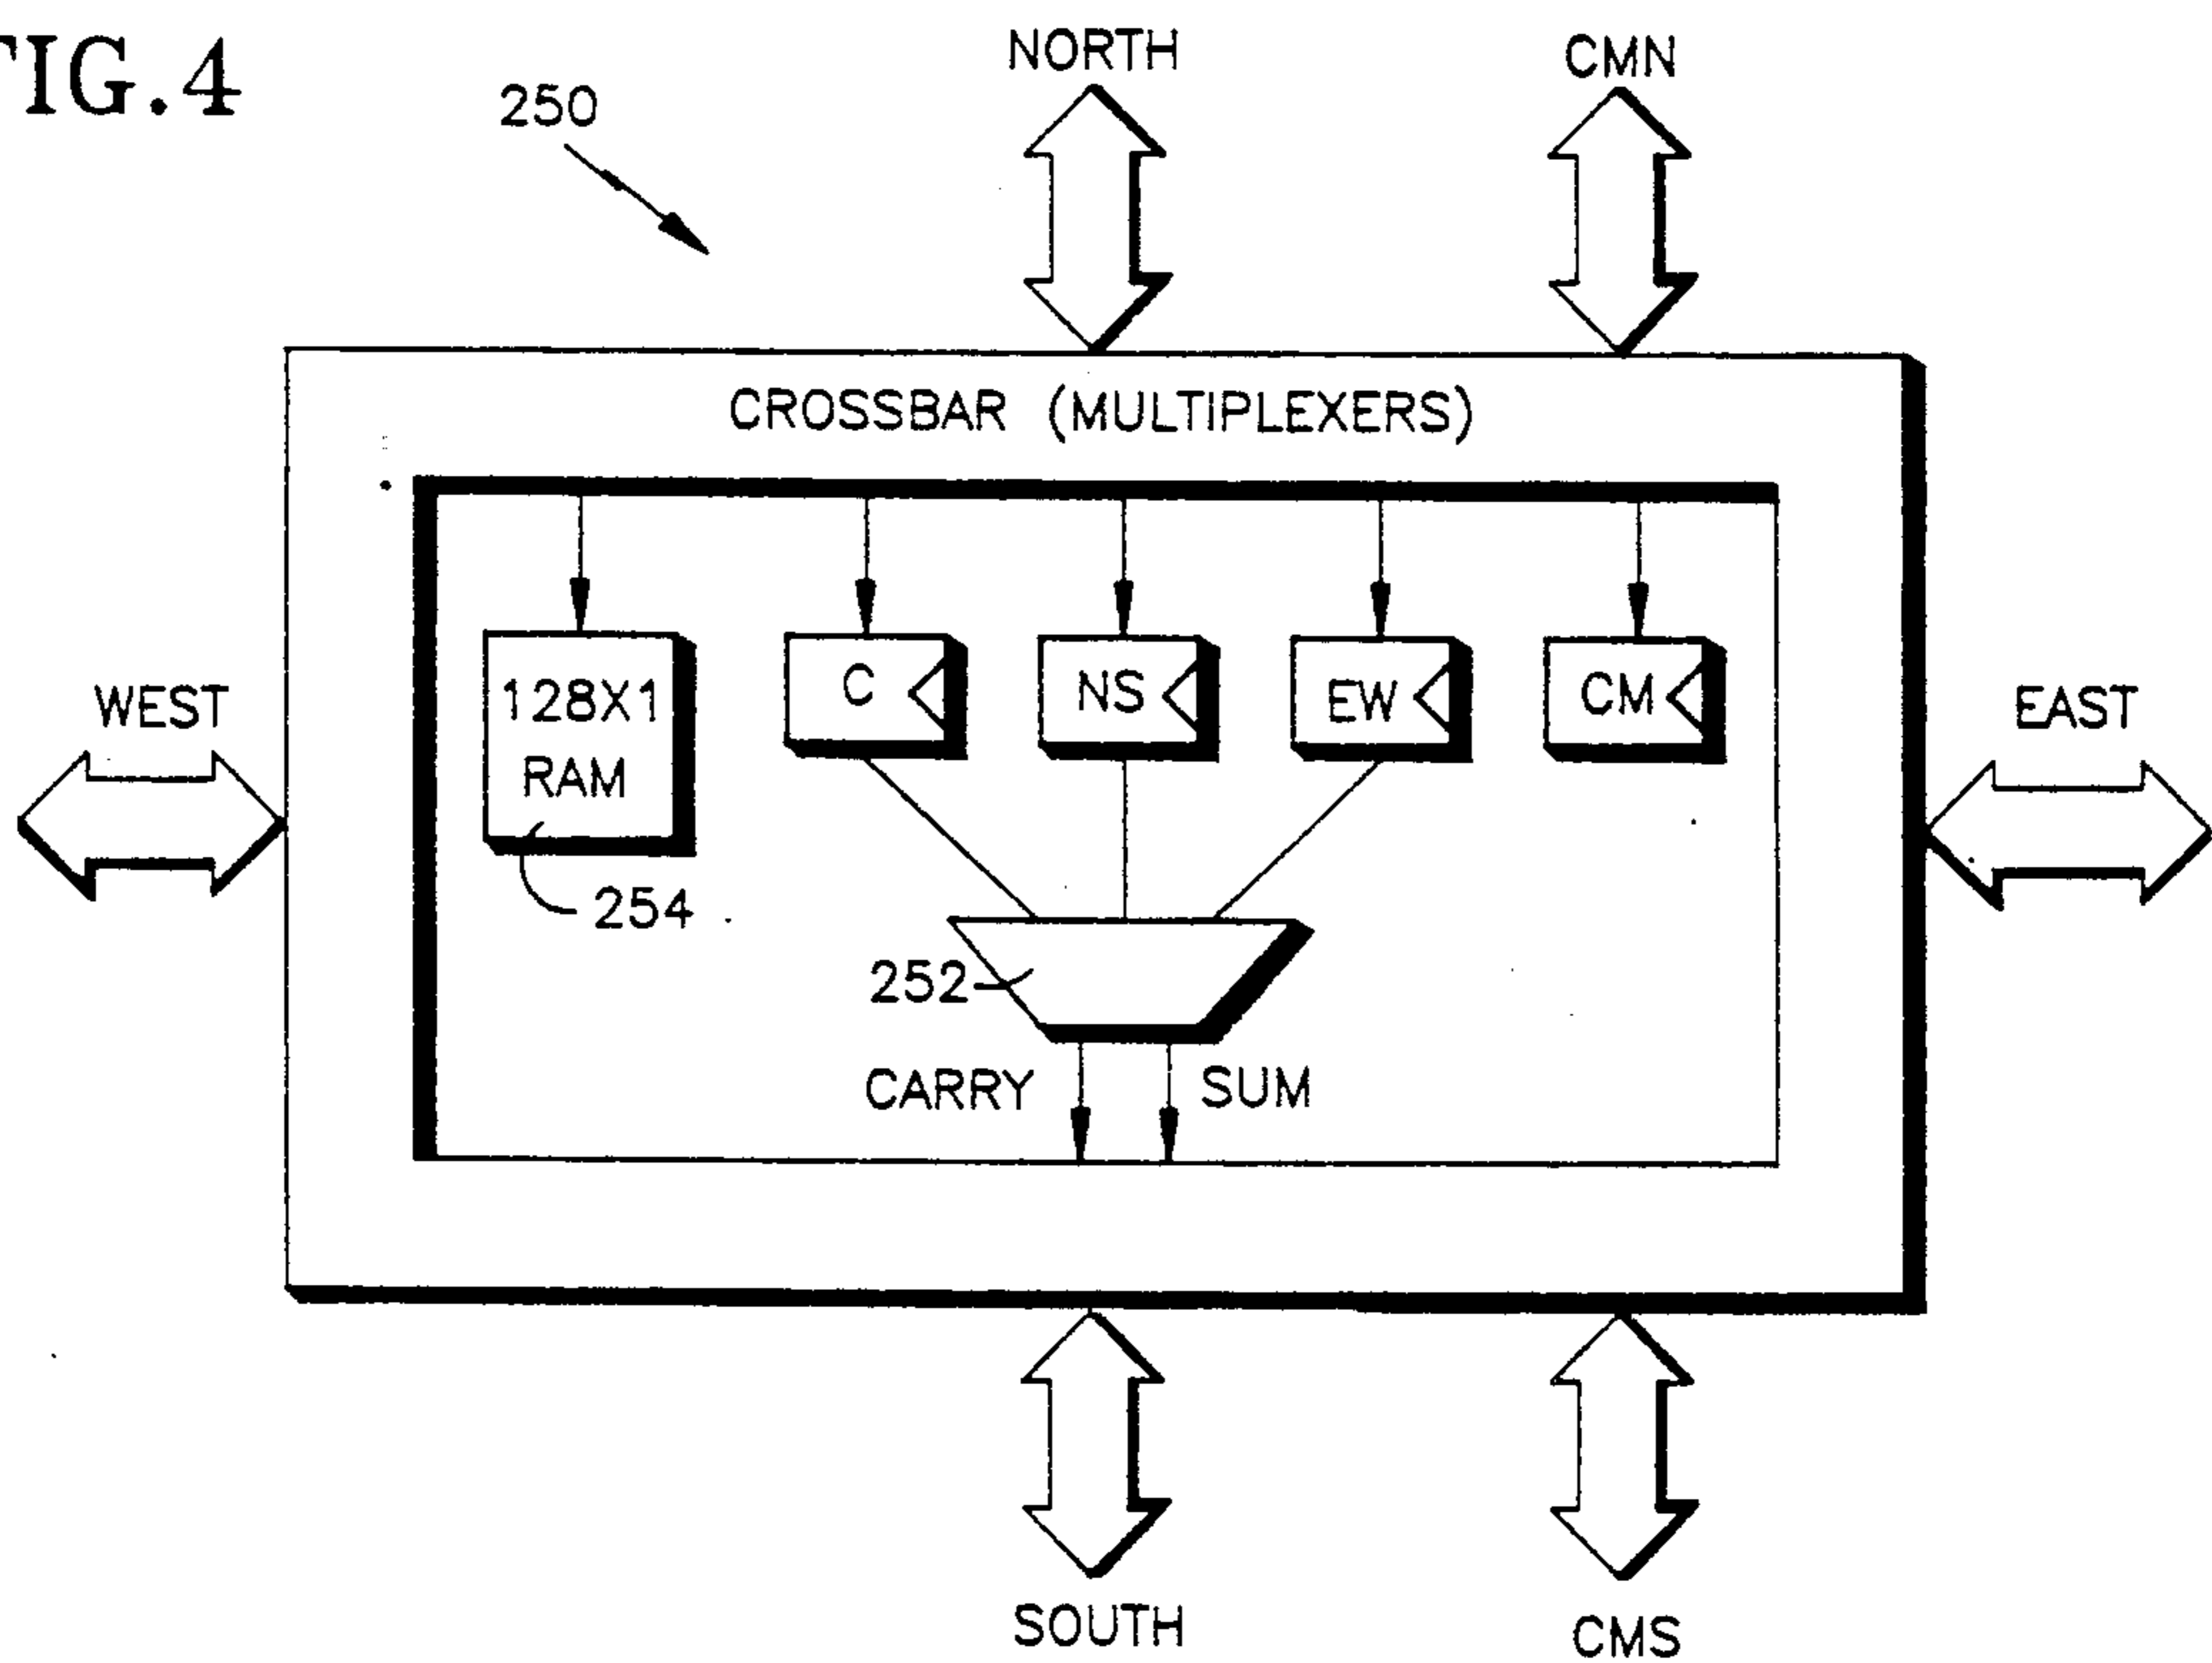 FIG.4
250
NORTH
CMN
CROSSBAR (MULTIPLEXERS)
WEST
128X1
RAM
C
NS
EW
CM
EAST
254
252
CARRY
SUM
SOUTH
CMS